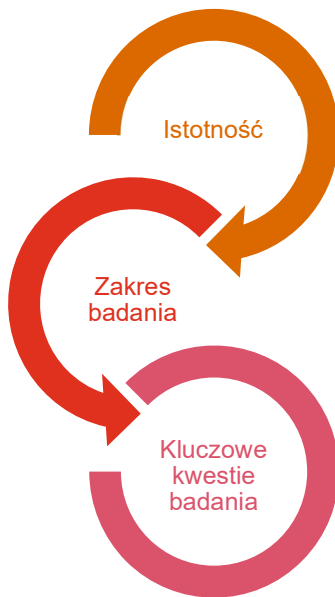 Istotność
Zakres
badania
Kluczowe
kwestie
badania